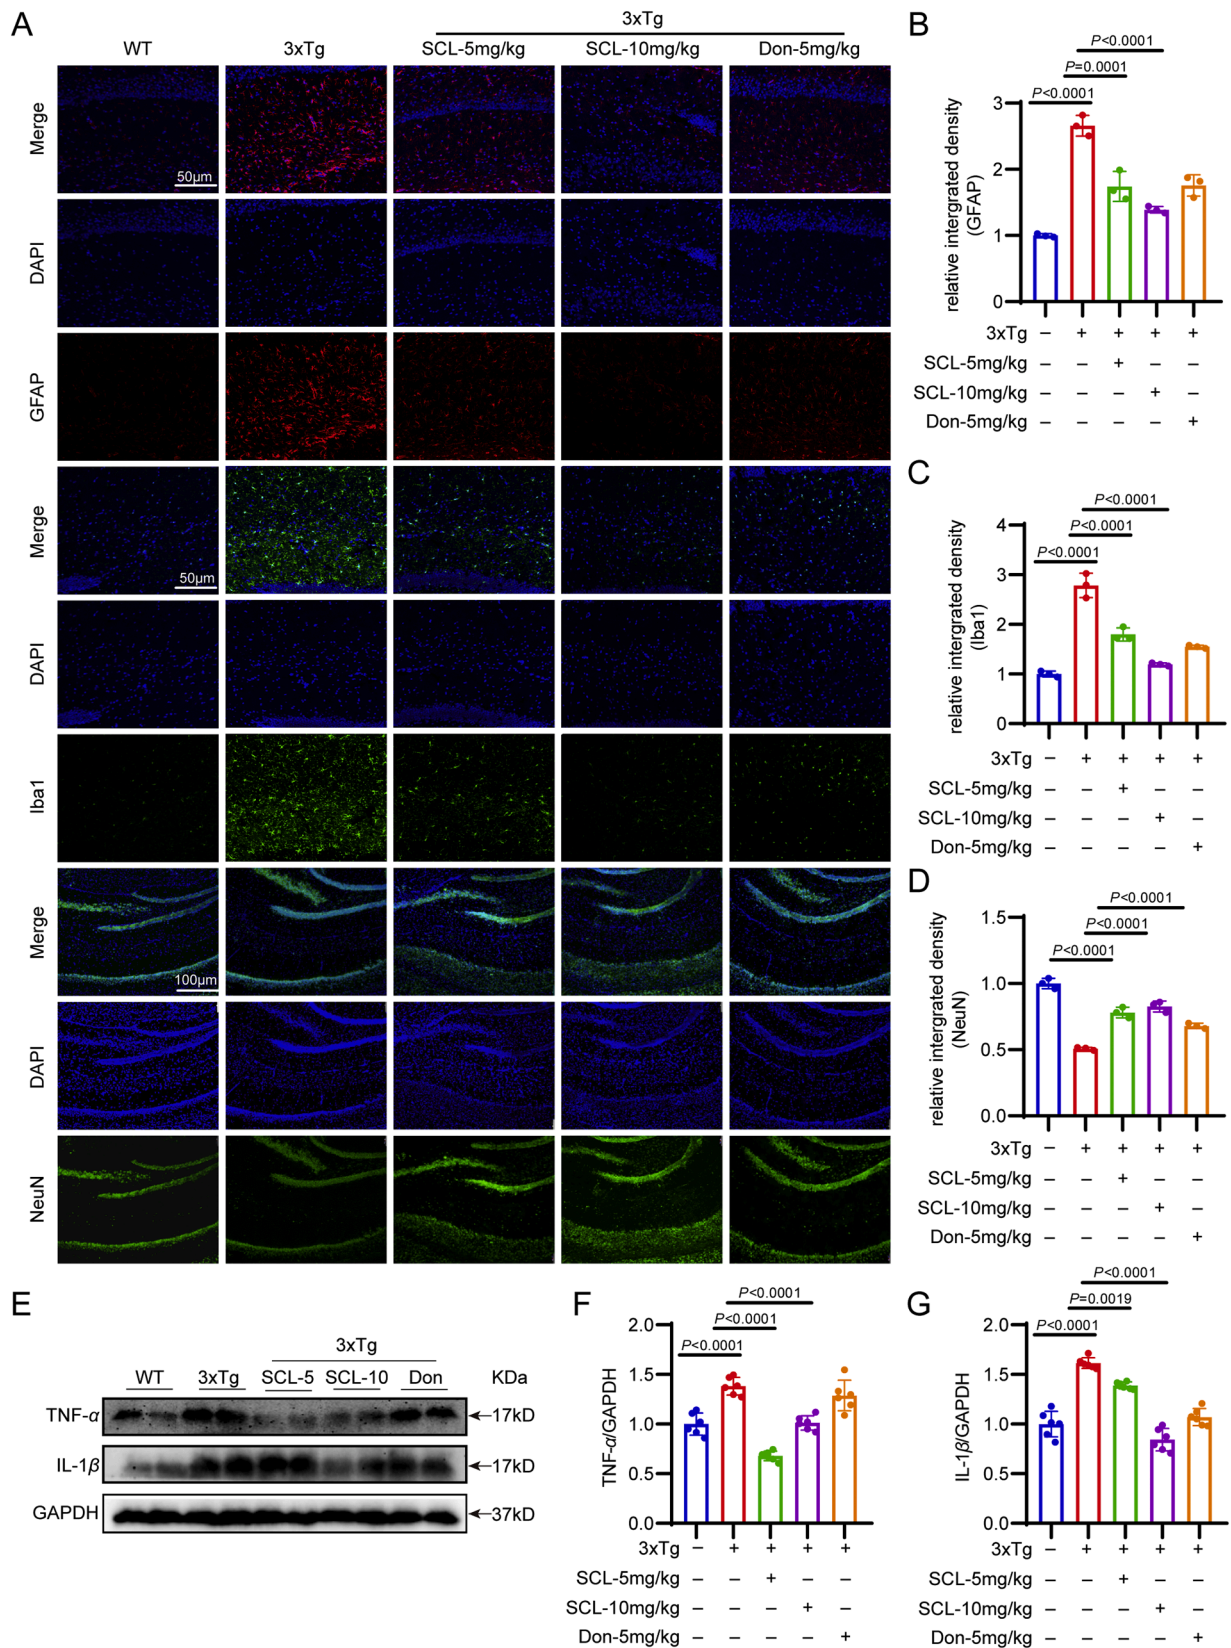 A
3xTg
WT
3xTg
SCL-5mg/kg
SCL-10mg/kg
Don-5mg/kg
Merge
50μm
DAPI
GFAP
Merge
50μm
DAPI
Iba1
Merge
100μm
DAPI
NeuN
B
P<0.0001
P=0.0001
P<0.0001
relative intergrated density
(GFAP)
3
2
1
0
3xTg − + + + +
SCL-5mg/kg − − + − −
SCL-10mg/kg − − − + −
Don-5mg/kg − − − − +
C
P<0.0001
P<0.0001
P<0.0001
relative intergrated density
(Iba1)
4
3
2
1
0
3xTg − + + + +
SCL-5mg/kg − − + − −
SCL-10mg/kg − − − + −
Don-5mg/kg − − − − +
D
P<0.0001
P<0.0001
P<0.0001
relative intergrated density
(NeuN)
1.5
1.0
0.5
0.0
3xTg − + + + +
SCL-5mg/kg − − + − −
SCL-10mg/kg − − − + −
Don-5mg/kg − − − − +
E
3xTg
WT 3xTg SCL-5 SCL-10 Don KDa
TNF-α 17kD
IL-1β 17kD
GAPDH 37kD
F
P<0.0001
P<0.0001
P<0.0001
TNF-α/GAPDH
2.0
1.5
1.0
0.5
0.0
3xTg − + + + +
SCL-5mg/kg − − + − −
SCL-10mg/kg − − − + −
Don-5mg/kg − − − − +
G
P<0.0001
P=0.0019
P<0.0001
IL-1β/GAPDH
2.0
1.5
1.0
0.5
0.0
3xTg − + + + +
SCL-5mg/kg − − + − −
SCL-10mg/kg − − − + −
Don-5mg/kg − − − − +